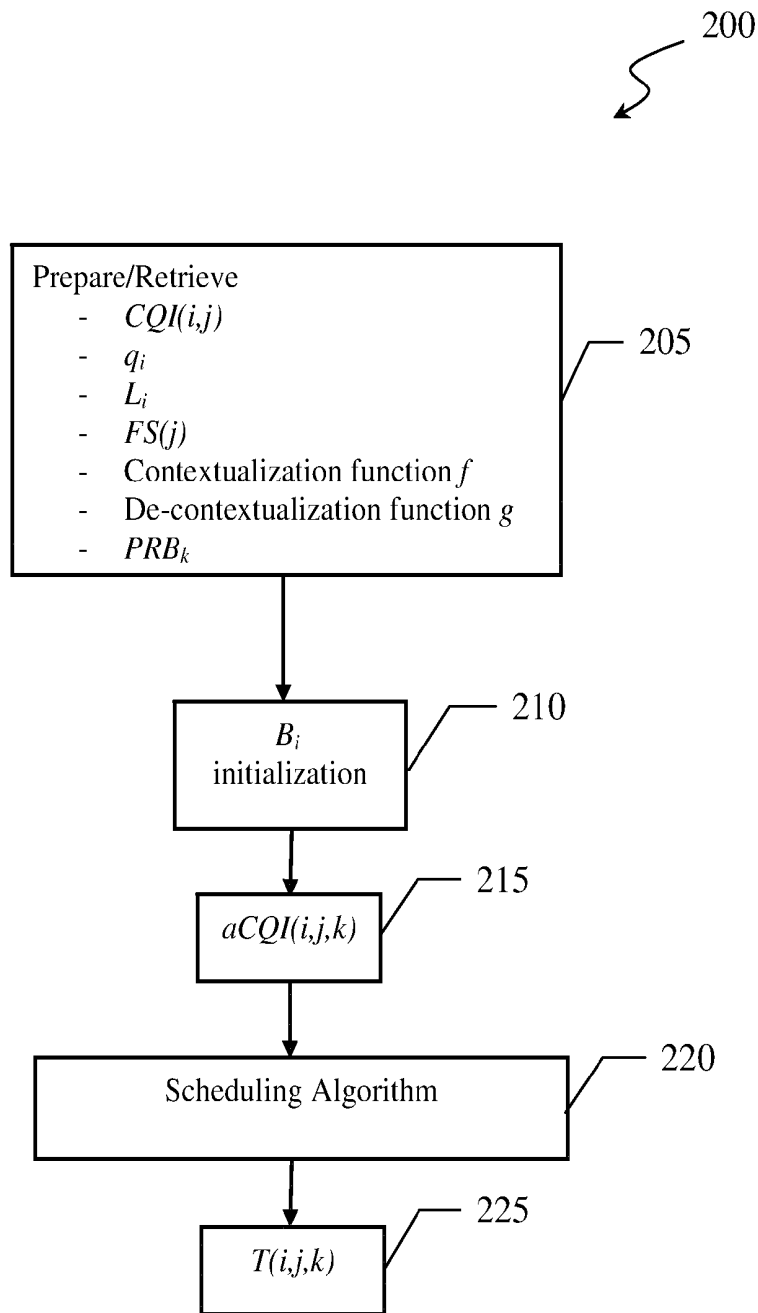 200
Prepare/Retrieve
- CQI(i,j)
- qi
- Li
- FS(j)
- Contextualization function f
- De-contextualization function g
- PRBk
205
Bi
initialization
210
aCQI(i,j,k)
215
Scheduling Algorithm
220
T(i,j,k)
225